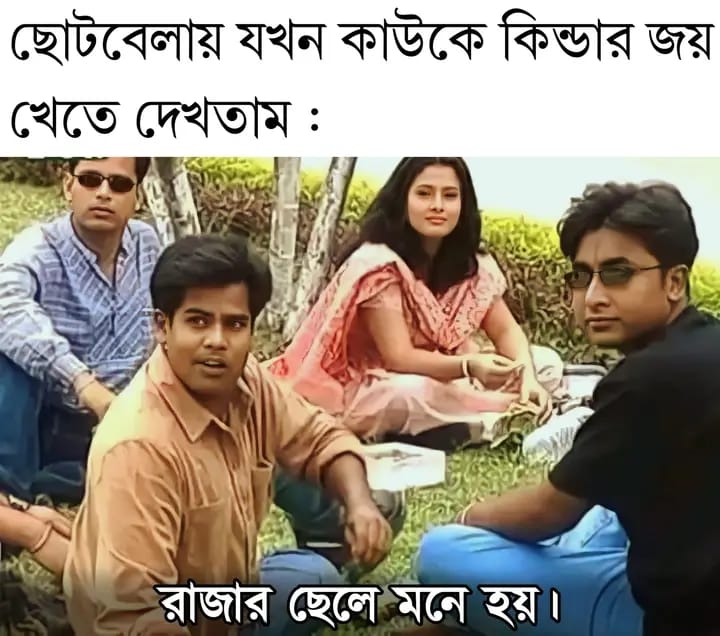 ছোটবেলায় যখন কাউকে কিন্ডার জয়
খেতে দেখতাম :
রাজার ছেলে মনে হয়।